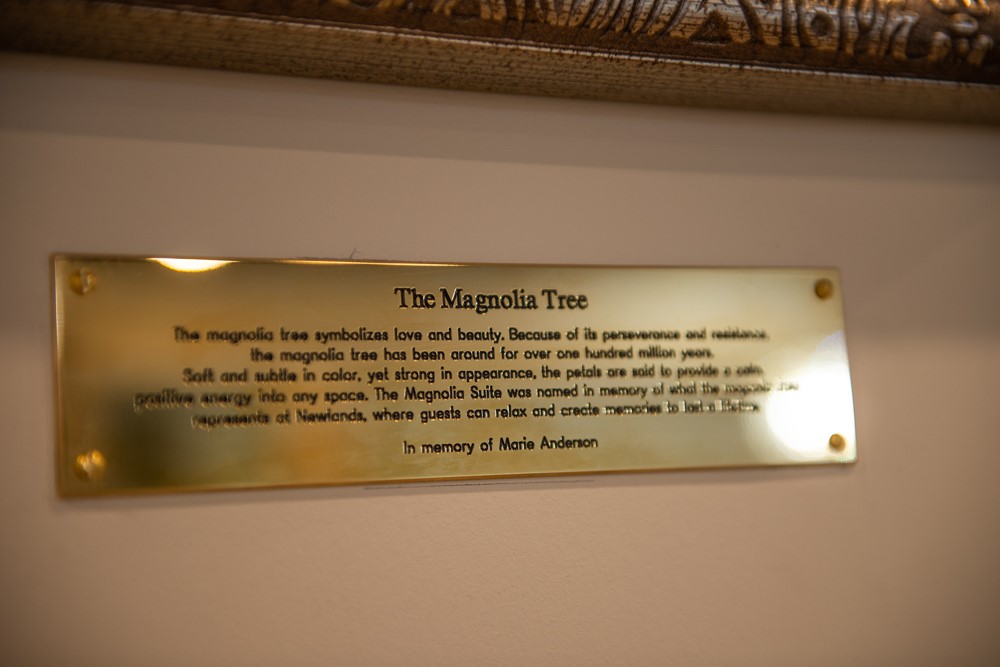 The Magnolia Tree
The magnolia tree symbolizes love and beauty. Because of its perseverance and resistance,
the magnolia tree has been around for over one hundred million years.
Soft and subtle in color, yet strong in appearance, the petals are said to provide a calm,
positive energy into any space. The Magnolia Suite was named in memory of what the magnolia tree
represents at Newlands, where guests can relax and create memories to last a lifetime.
In memory of Marie Anderson